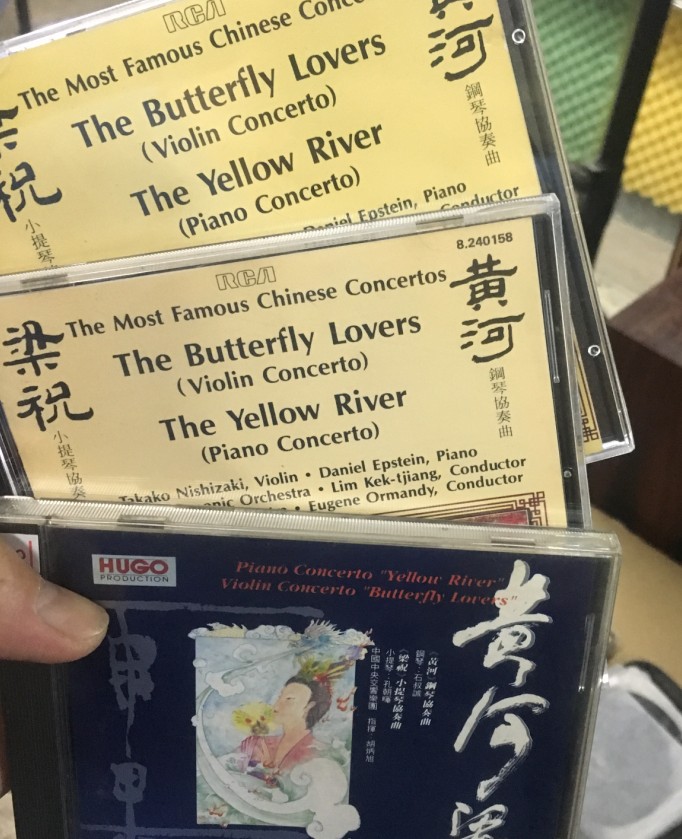 RCA
The Most Famous Chinese
The Butterfly Lovers
(Violin Concerto)
The Yellow River
(Piano Concerto)
Daniel Epstein, Piano
Conductor
河
鋼琴協奏曲
祝
小提琴
8.240158
RCA
The Most Famous Chinese Concertos
The Butterfly Lovers
(Violin Concerto)
The Yellow River
(Piano Concerto)
Takako Nishizaki, Violin • Daniel Epstein, Piano
Orchestra • Lim Kek-tjiang, Conductor
Eugene Ormandy, Conductor
黃河
鋼琴協奏曲
梁祝
小提琴協奏
HUGO
PRODUCTION
Piano Concerto "Yellow River"
Violin Concerto "Butterfly Lovers"
黃河
《黃河》鋼琴協奏曲
鋼琴：石叔誠
《梁祝》小提琴協奏曲
小提琴：孔朝暉
中國中央交響樂團 指揮：胡炳旭